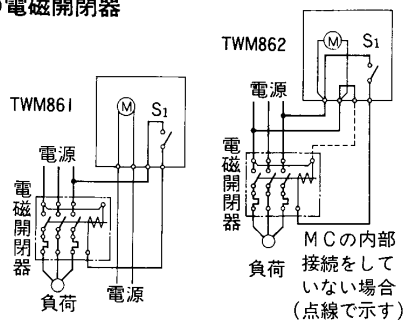 電磁開閉器
TWM861
M
S1
電源
電磁開閉器
負荷
電源
TWM862
M
S1
電源
電磁開閉器
負荷
MCの内部
接続をして
いない場合
(点線で示す)